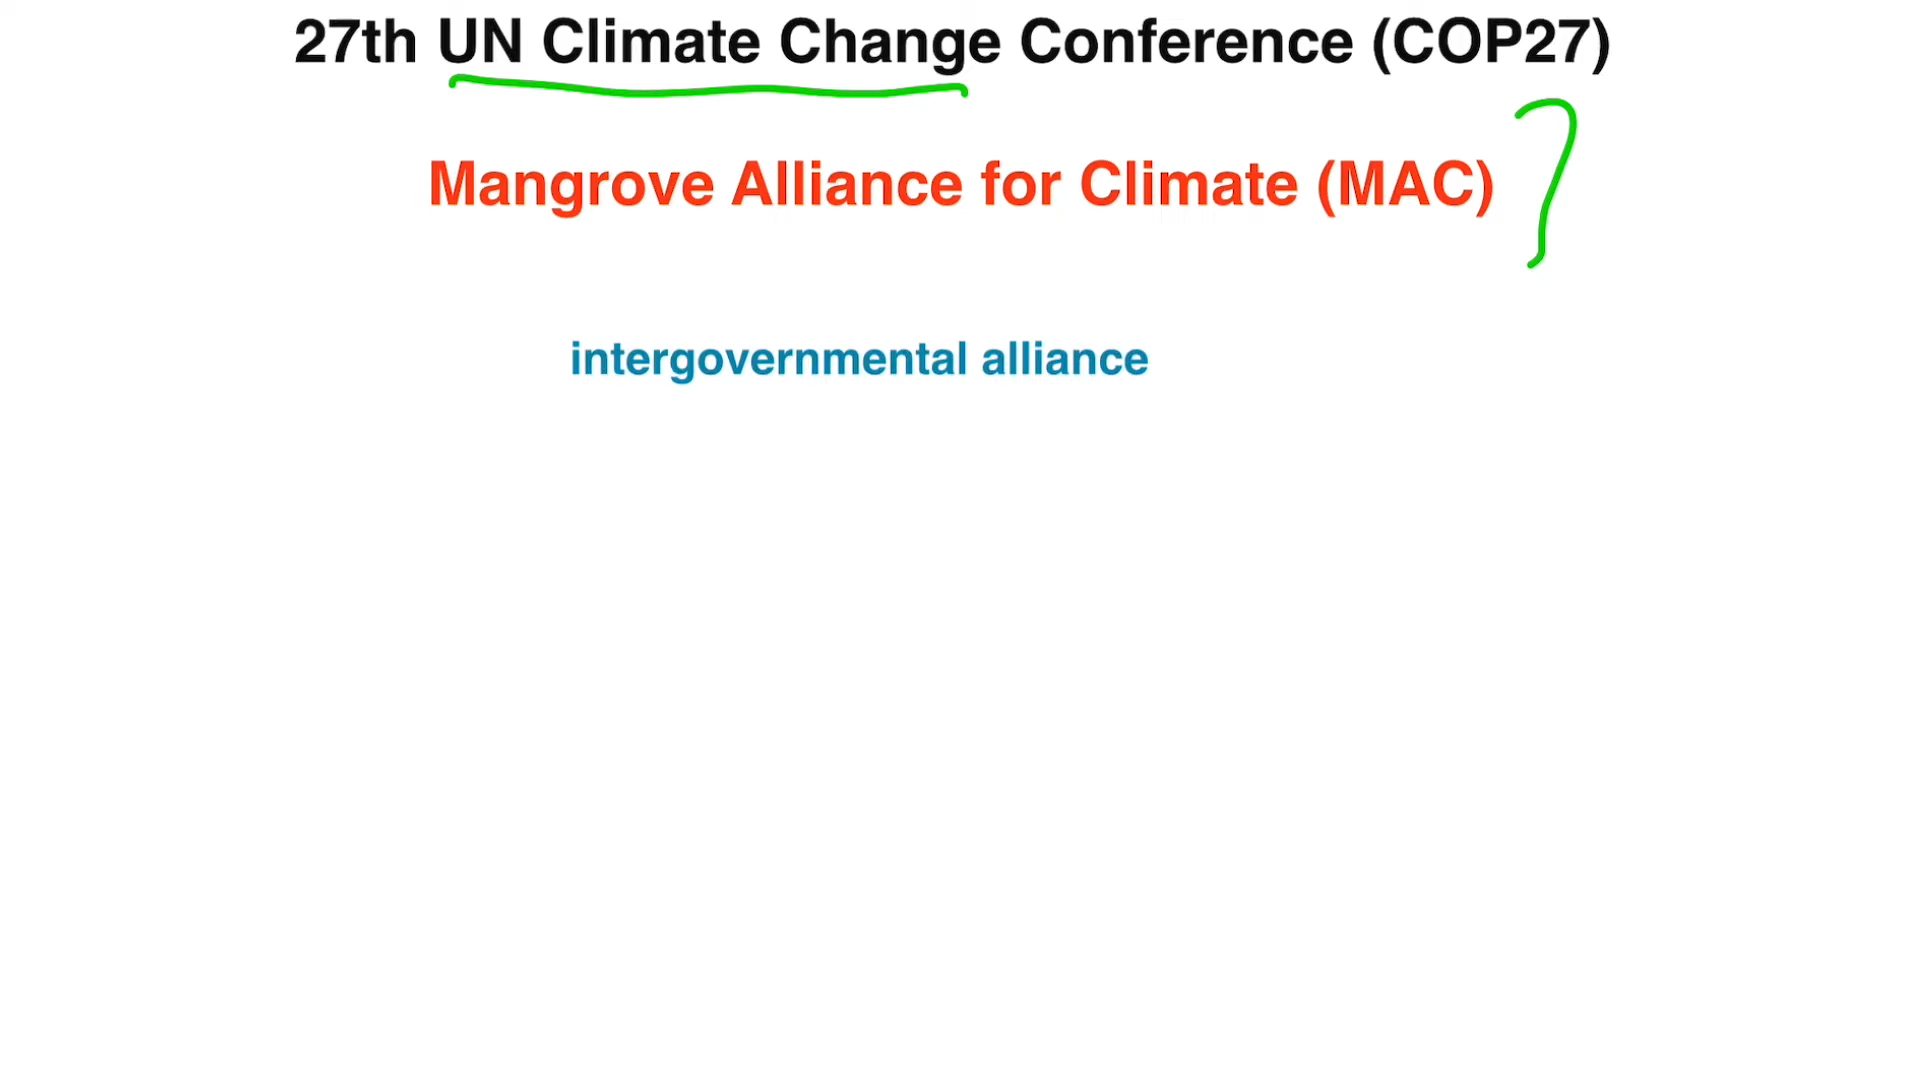 27th UN Climate Change Conference (COP27)
Mangrove Alliance for Climate (MAC)
intergovernmental alliance